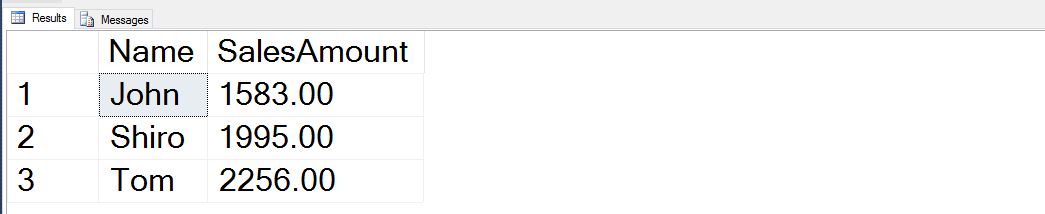 Results Messages
Name SalesAmount
1 John 1583.00
2 Shiro 1995.00
3 Tom 2256.00